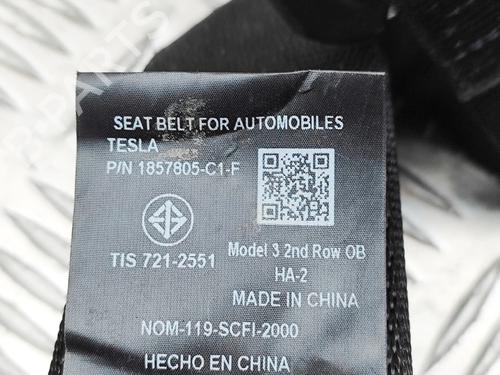 SEAT BELT FOR AUTOMOBILES
TESLA
P/N 1857805-C1-F
TIS 721-2551
Model 3 2nd Row OB
HA-2
MADE IN CHINA
NOM-119-SCFI-2000
HECHO EN CHINA